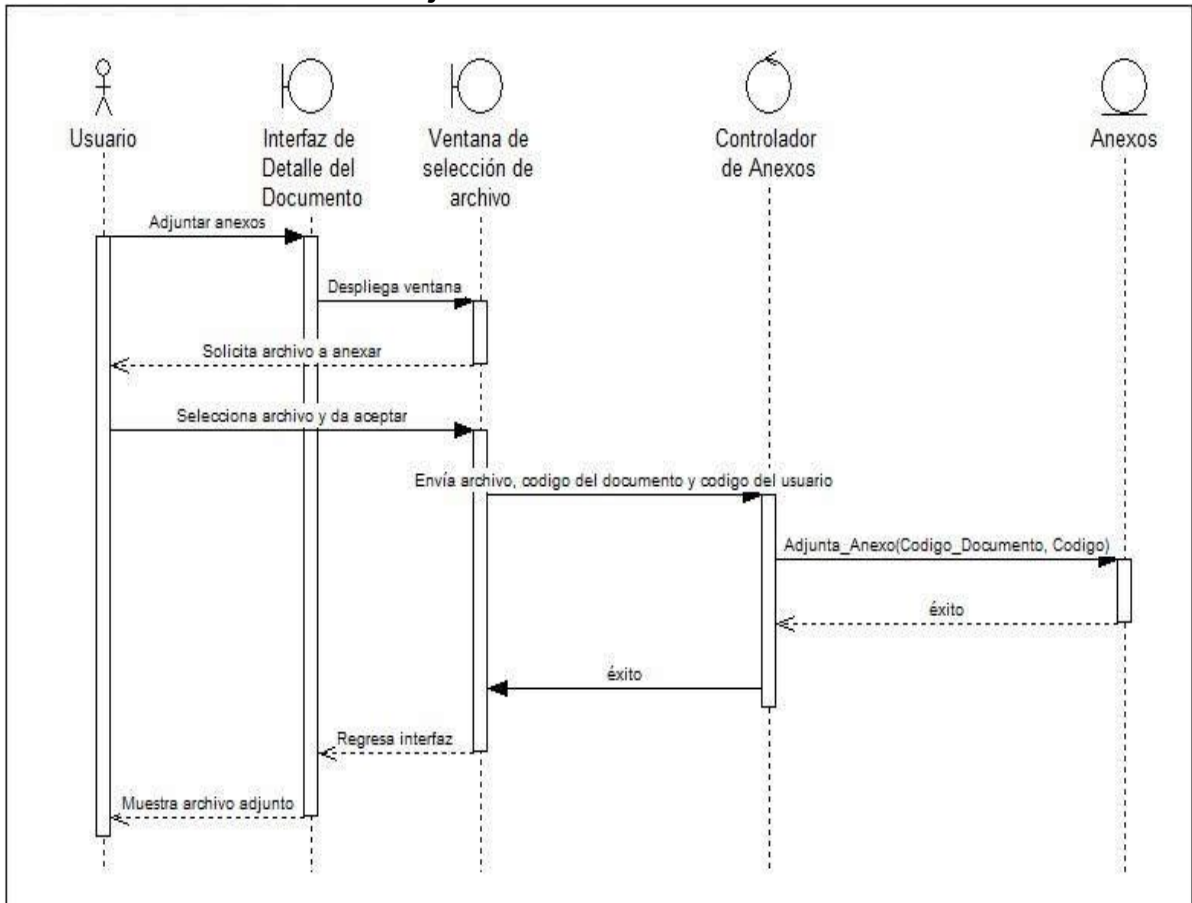 Usuario
Interfaz de
Detalle del
Documento
Ventana de
selección de
archivo
Controlador
de Anexos
Anexos
Adjuntar anexos
Despliega ventana
Solicita archivo a anexar
Selecciona archivo y da aceptar
Envía archivo, codigo del documento y codigo del usuario
Adjunta_Anexo(Codigo_Documento, Codigo)
éxito
éxito
Regresa interfaz
Muestra archivo adjunto